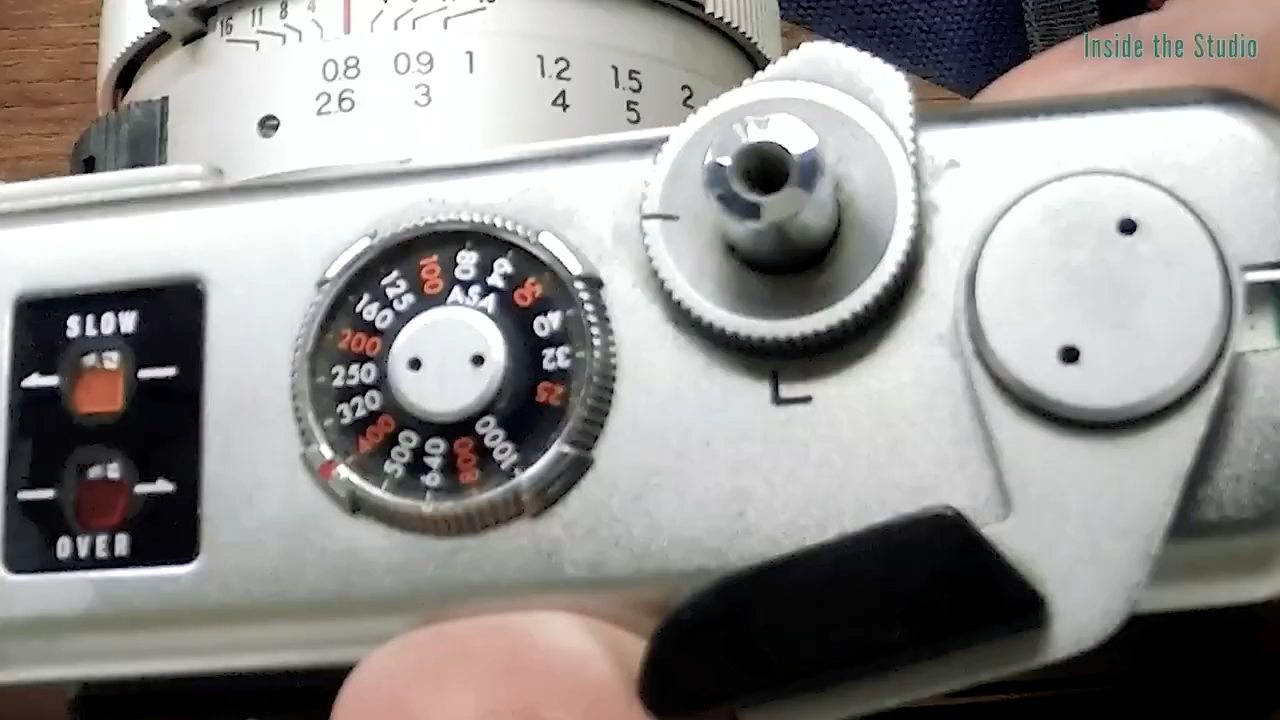 Inside the Studio
16 11 8 4
0.8 0.9 1 1.2 1.5 2
2.6 3 4 5
ASA
25 32 40 50 64 80 100 125 160 200 250 320 400 500 640 800 1000
SLOW
OVER
L